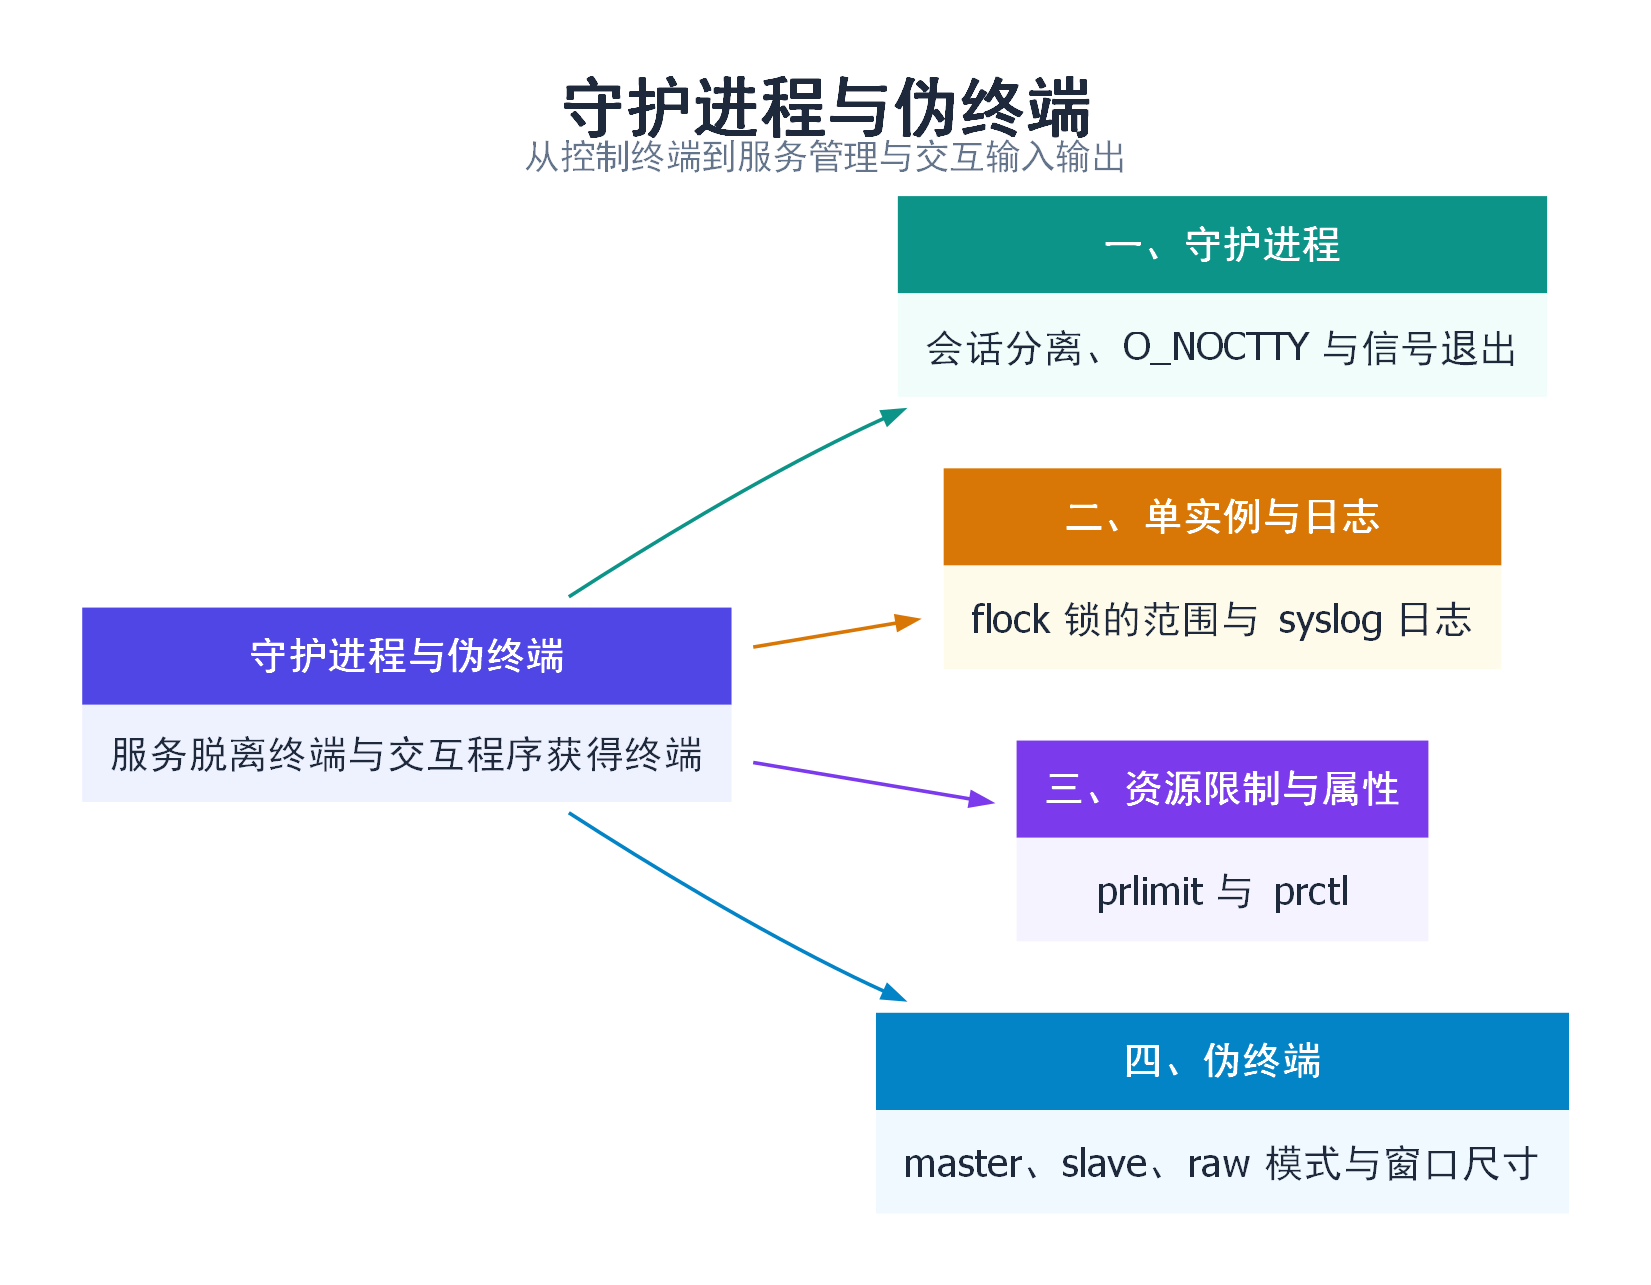 守护进程与伪终端
从控制终端到服务管理与交互输入输出
一、守护进程
会话分离、O_NOCTTY 与信号退出
二、单实例与日志
flock 锁的范围与 syslog 日志
守护进程与伪终端
服务脱离终端与交互程序获得终端
三、资源限制与属性
prlimit 与 prctl
四、伪终端
master、slave、raw 模式与窗口尺寸